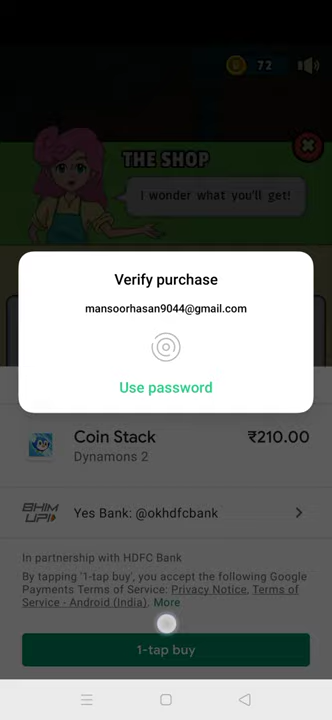 72
THE SHOP
I wonder what you'll get!
Verify purchase
mansoorhasan9044@gmail.com
Use password
Coin Stack
₹210.00
Dynamons 2
BHIM
UPI
Yes Bank: @okhdfcbank
In partnership with HDFC Bank
By tapping '1-tap buy', you accept the following Google
Payments Terms of Service: Privacy Notice, Terms of
Service - Android (India). More
1-tap buy